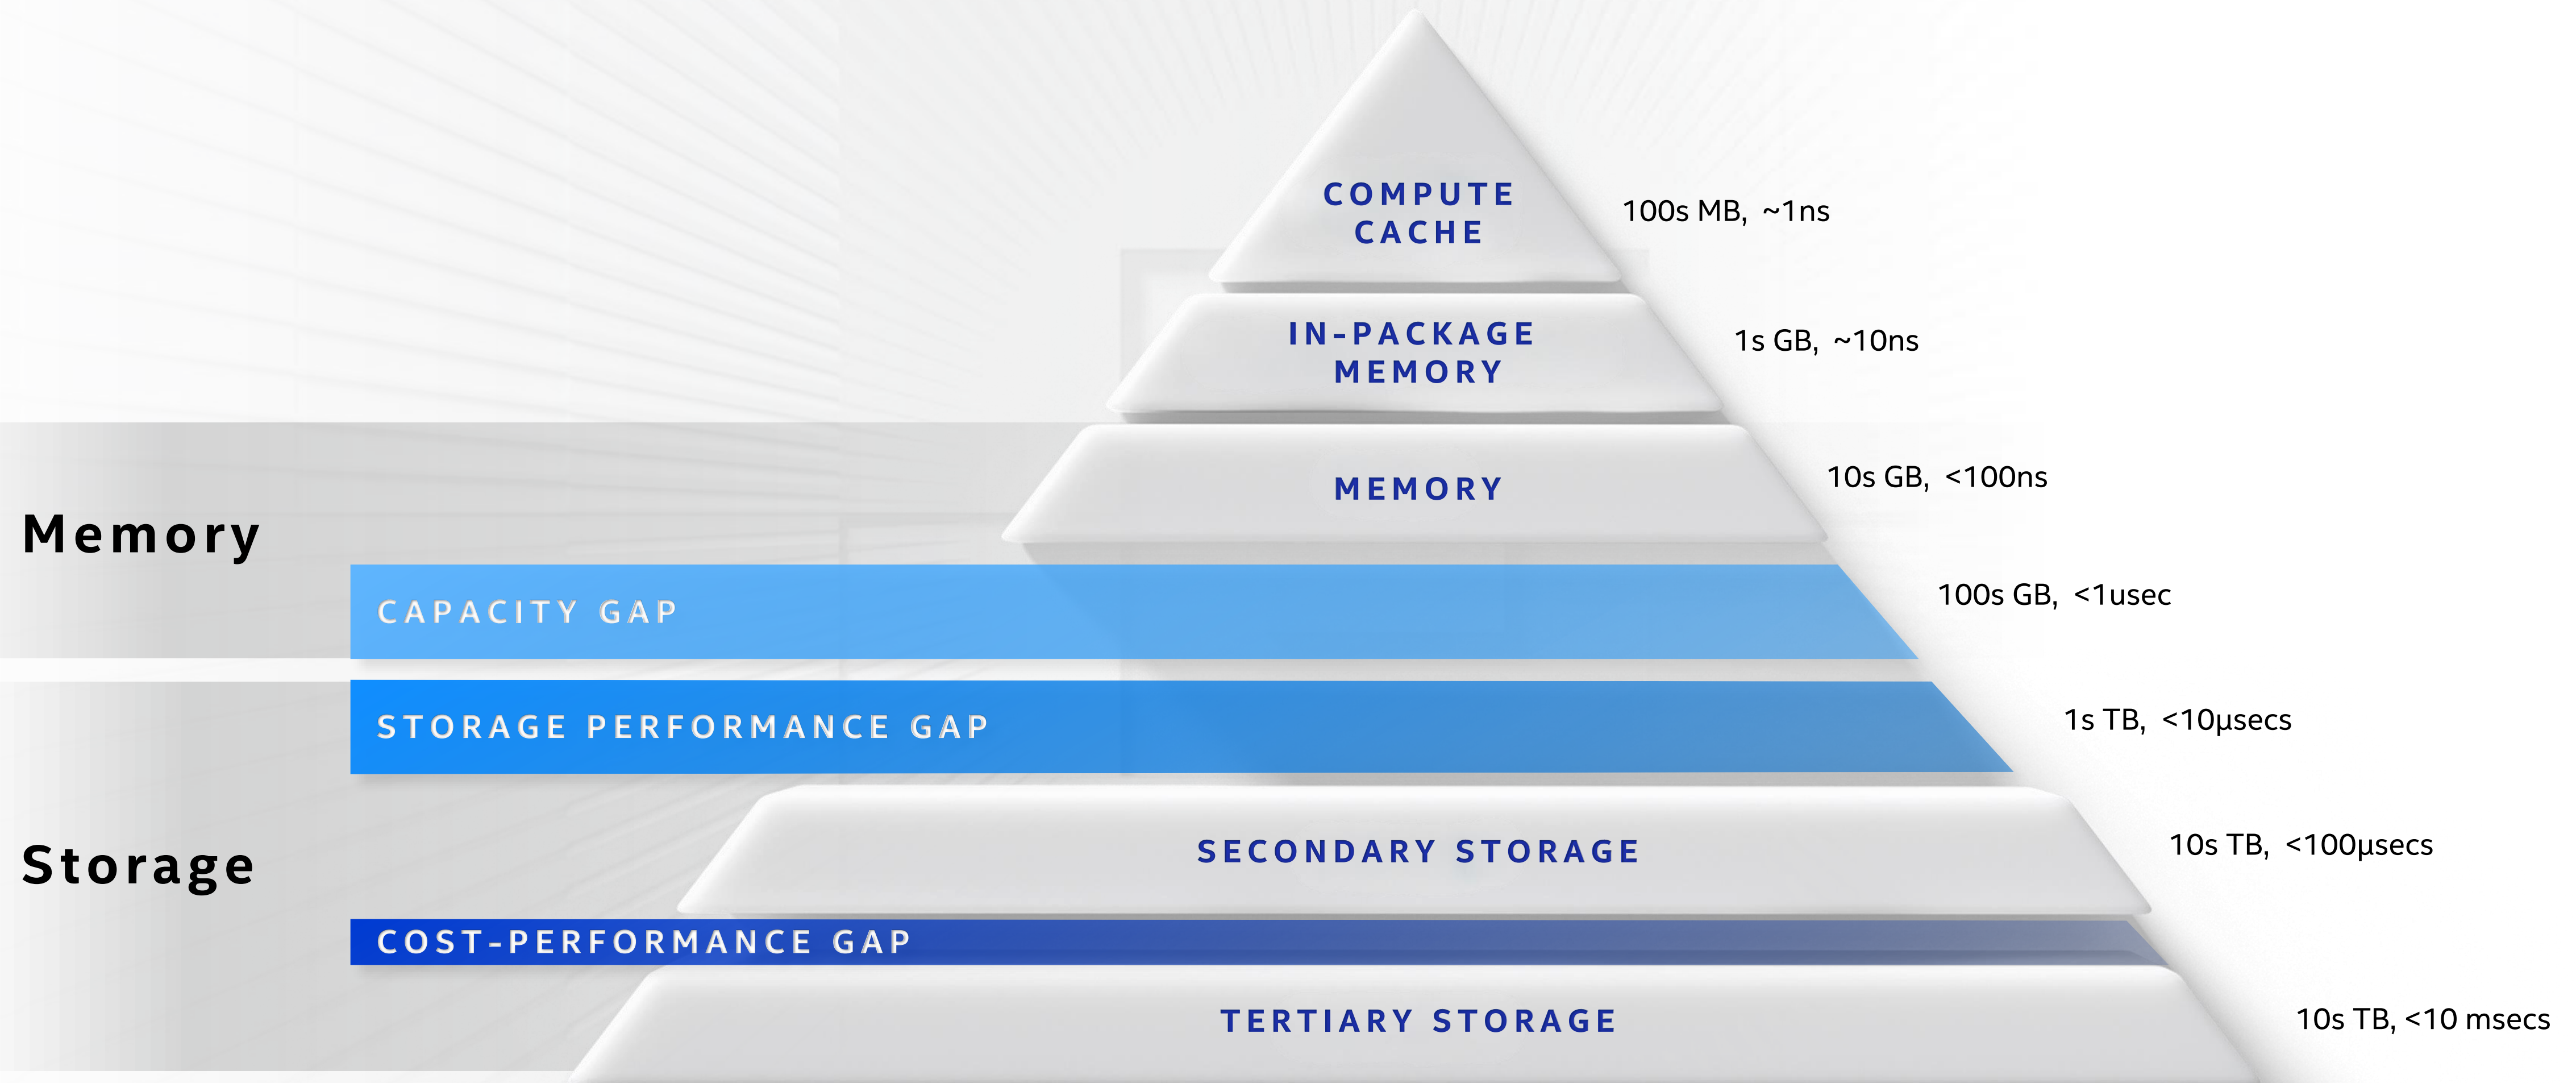 COMPUTE
CACHE
100s MB, ~1ns
IN-PACKAGE
MEMORY
1s GB, ~10ns
MEMORY
10s GB, <100ns
Memory
CAPACITY GAP
100s GB, <1usec
STORAGE PERFORMANCE GAP
1s TB, <10µsecs
Storage
SECONDARY STORAGE
10s TB, <100µsecs
COST-PERFORMANCE GAP
TERTIARY STORAGE
10s TB, <10 msecs